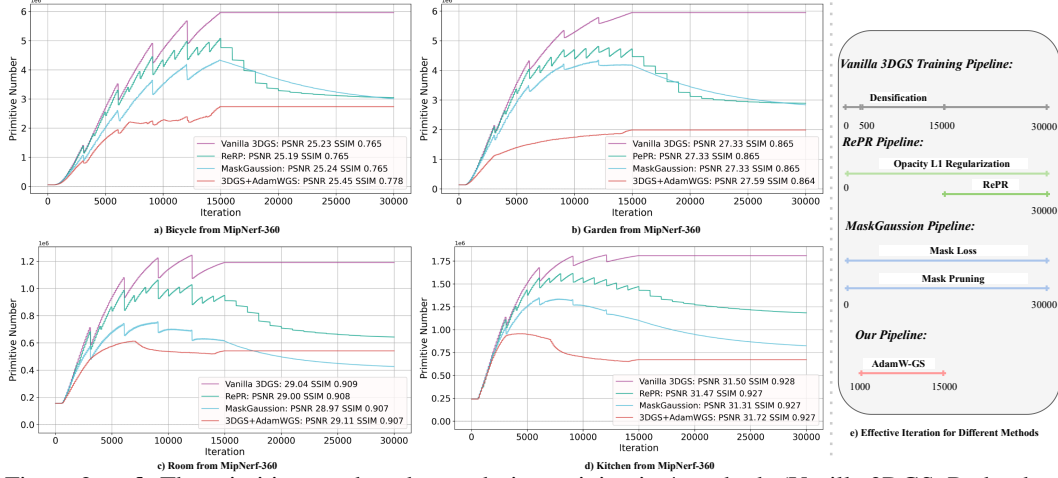 1e6
Primitive Number
6
5
4
3
2
1
0
Vanilla 3DGS: PSNR 25.23 SSIM 0.765
ReRP: PSNR 25.19 SSIM 0.765
MaskGaussion: PSNR 25.24 SSIM 0.765
3DGS+AdamWGS: PSNR 25.45 SSIM 0.778
0 5000 10000 15000 20000 25000 30000
Iteration
a) Bicycle from MipNerf-360
1e6
Primitive Number
6
5
4
3
2
1
0
Vanilla 3DGS: PSNR 27.33 SSIM 0.865
PePR: PSNR 27.33 SSIM 0.865
MaskGaussion: PSNR 27.33 SSIM 0.865
3DGS+AdamWGS: PSNR 27.59 SSIM 0.864
0 5000 10000 15000 20000 25000 30000
Iteration
b) Garden from MipNerf-360
1e6
Primitive Number
1.2
1.0
0.8
0.6
0.4
0.2
0.0
Vanilla 3DGS: 29.04 SSIM 0.909
RePR: 29.00 SSIM 0.908
MaskGaussion: 28.97 SSIM 0.907
3DGS+AdamWGS: PSNR 29.11 SSIM 0.907
0 5000 10000 15000 20000 25000 30000
Iteration
c) Room from MipNerf-360
1e6
Primitive Number
1.75
1.50
1.25
1.00
0.75
0.50
0.25
0.00
Vanilla 3DGS: PSNR 31.50 SSIM 0.928
RePR: PSNR 31.47 SSIM 0.927
MaskGaussion: PSNR 31.31 SSIM 0.927
3DGS+AdamWGS: PSNR 31.72 SSIM 0.927
0 5000 10000 15000 20000 25000 30000
Iteration
d) Kitchen from MipNerf-360
Vanilla 3DGS Training Pipeline:
Densification
0 500 15000 30000
RePR Pipeline:
Opacity L1 Regularization
0
RePR
30000
MaskGaussion Pipeline:
Mask Loss
Mask Pruning
0 30000
Our Pipeline:
AdamW-GS
1000 15000
e) Effective Iteration for Different Methods